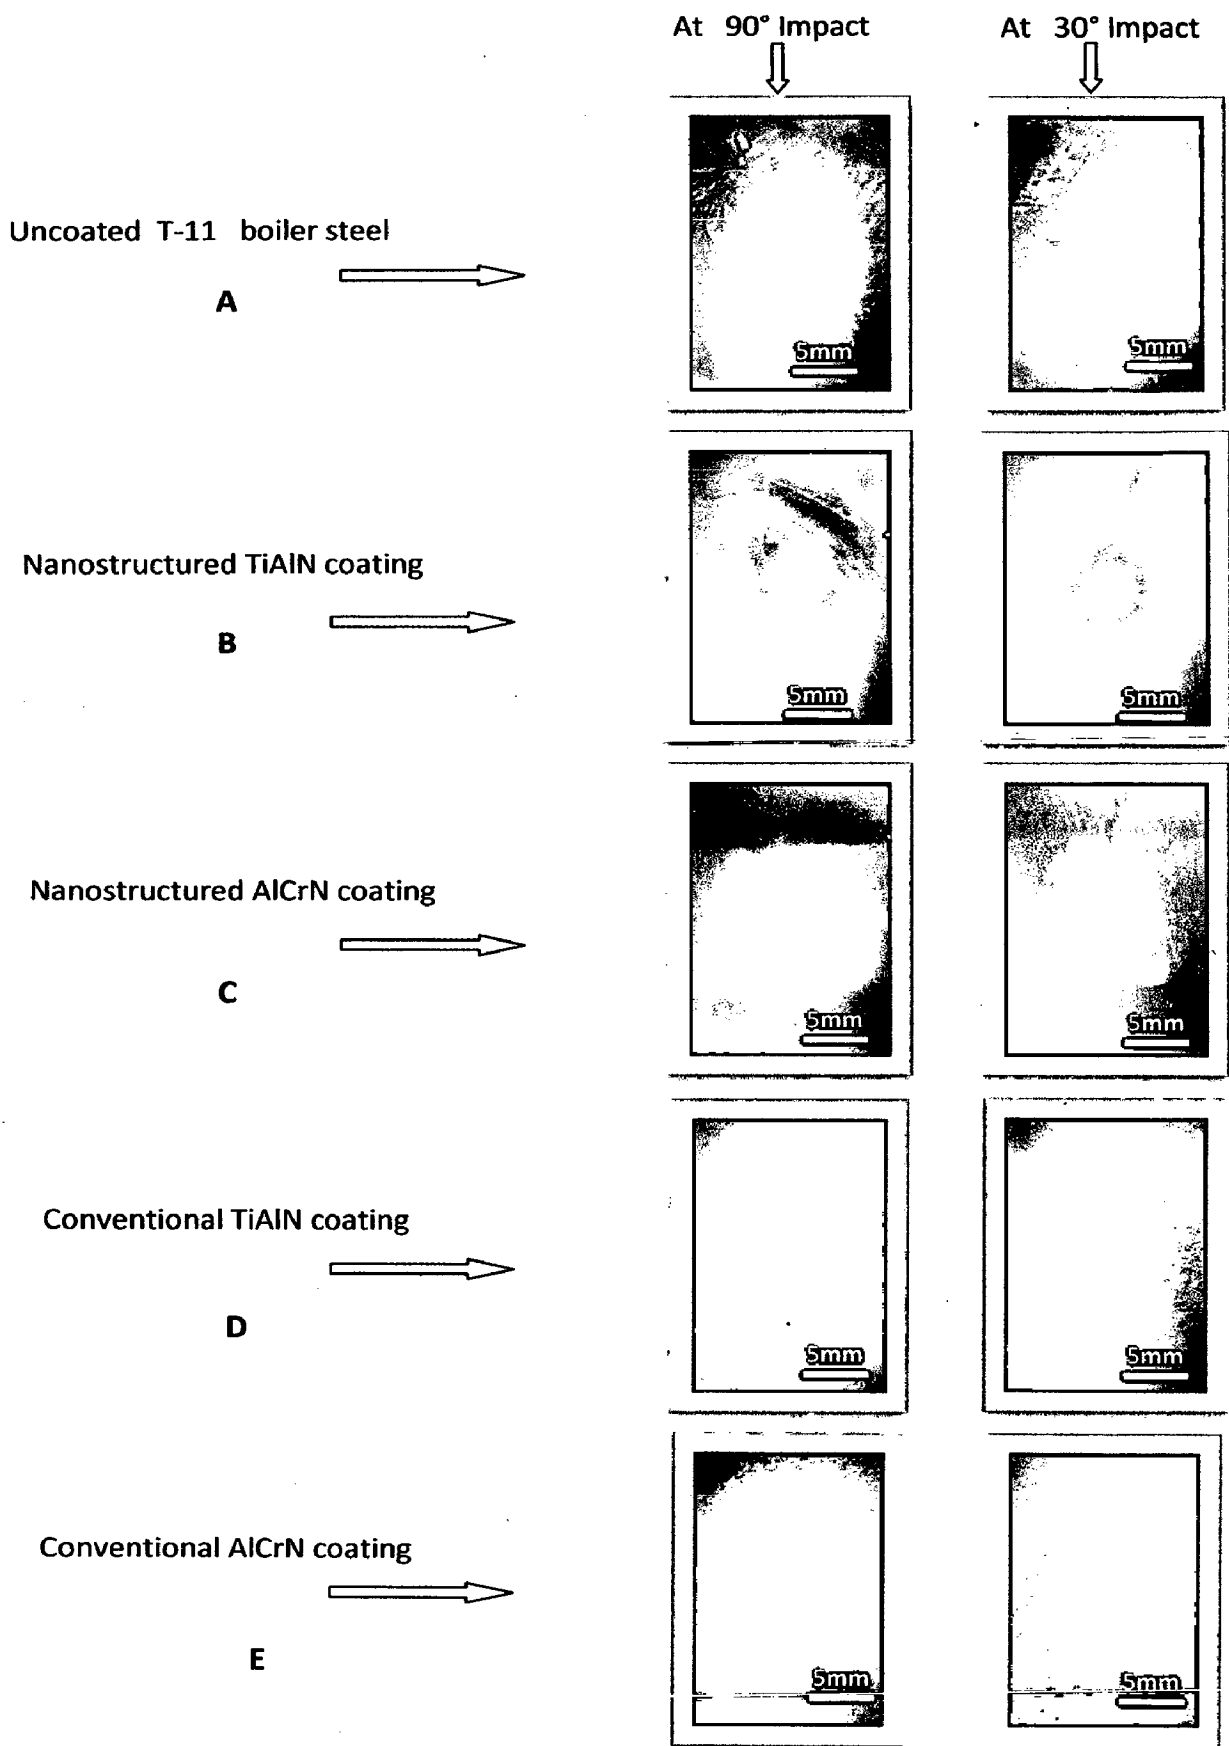 At 90° Impact
At 30° Impact
Uncoated T-11 boiler steel
A
5mm
5mm
Nanostructured TiAlN coating
B
5mm
5mm
Nanostructured AlCrN coating
C
5mm
5mm
Conventional TiAlN coating
D
5mm
5mm
Conventional AlCrN coating
E
5mm
5mm